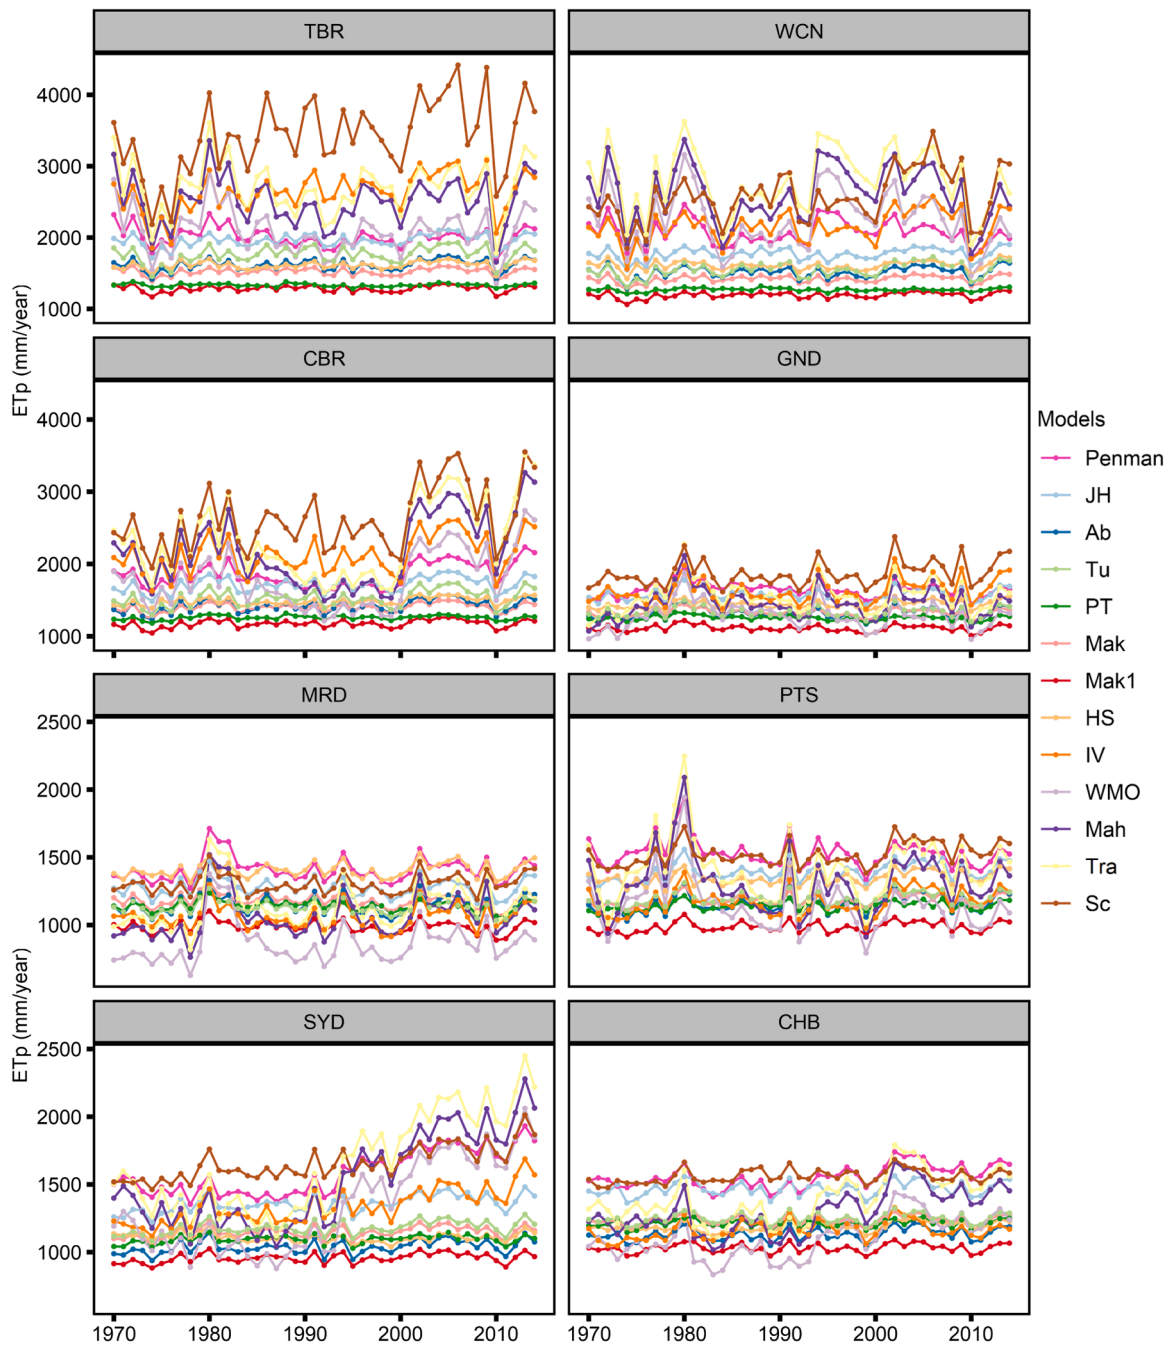 TBR
WCN
4000
3000
2000
1000
ETp (mm/year)
CBR
GND
4000
3000
2000
1000
MRD
PTS
2500
2000
1500
1000
ETp (mm/year)
SYD
CHB
2500
2000
1500
1000
1970 1980 1990 2000 2010
1970 1980 1990 2000 2010
Models
Penman
JH
Ab
Tu
PT
Mak
Mak1
HS
IV
WMO
Mah
Tra
Sc